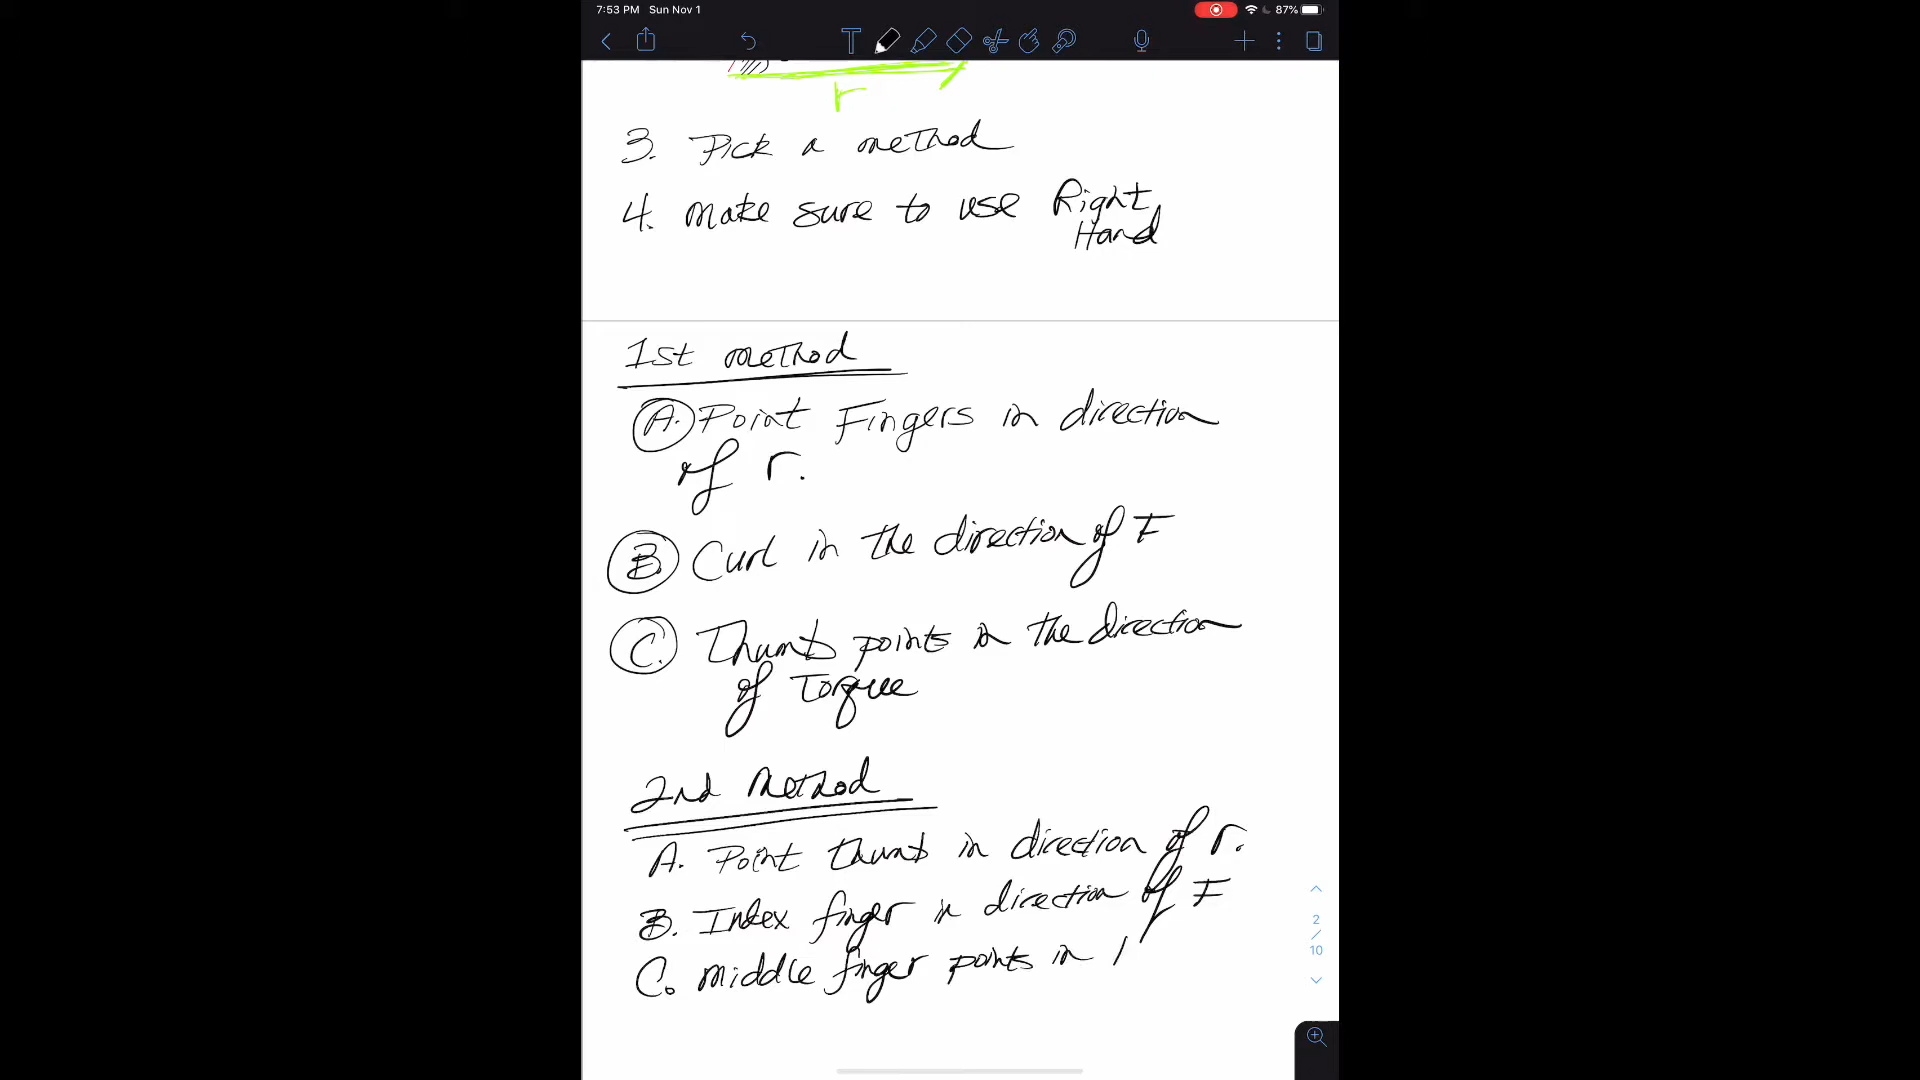 7:53 PM Sun Nov 1
87%
T
r
3. Pick a method
4. make sure to use Right
Hand
1st method
A. Point Fingers in direction
of r.
B. Curl in the direction of F
C. Thumb points in the direction
of Torque
2nd Method
A. Point thumb in direction of r.
B. Index finger in direction of F
C. middle finger points in
2
/
10